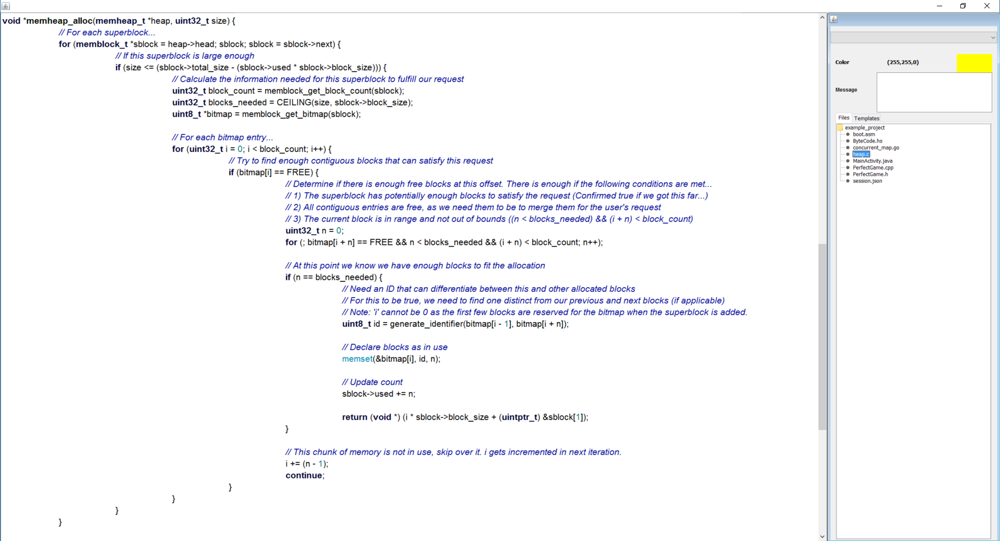 void *memheap_alloc(memheap_t *heap, uint32_t size) {
// For each superblock...
for (memblock_t *sblock = heap->head; sblock; sblock = sblock->next) {
// If this superblock is large enough
if (size <= (sblock->total_size - (sblock->used * sblock->block_size))) {
// Calculate the information needed for this superblock to fulfill our request
uint32_t block_count = memblock_get_block_count(sblock);
uint32_t blocks_needed = CEILING(size, sblock->block_size);
uint8_t *bitmap = memblock_get_bitmap(sblock);
// For each bitmap entry...
for (uint32_t i = 0; i < block_count; i++) {
// Try to find enough contiguous blocks that can satisfy this request
if (bitmap[i] == FREE) {
// Determine if there is enough free blocks at this offset. There is enough if the following conditions are met...
// 1) The superblock has potentially enough blocks to satisfy the request (Confirmed true if we got this far...)
// 2) All contiguous entries are free, as we need them to be to merge them for the user's request
// 3) The current block is in range and not out of bounds ((n < blocks_needed) && (i + n) < block_count)
uint32_t n = 0;
for (; bitmap[i + n] == FREE && n < blocks_needed && (i + n) < block_count; n++);
// At this point we know we have enough blocks to fit the allocation
if (n == blocks_needed) {
// Need an ID that can differentiate between this and other allocated blocks
// For this to be true, we need to find one distinct from our previous and next blocks (if applicable)
// Note: 'i' cannot be 0 as the first few blocks are reserved for the bitmap when the superblock is added.
uint8_t id = generate_identifier(bitmap[i - 1], bitmap[i + n]);
// Declare blocks as in use
memset(&bitmap[i], id, n);
// Update count
sblock->used += n;
return (void *) (i * sblock->block_size + (uintptr_t) &sblock[1]);
}
// This chunk of memory is not in use, skip over it. i gets incremented in next iteration.
i += (n - 1);
continue;
}
}
}
}
Color (255,255,0)
Message
Files Templates
example_project
boot.asm
ByteCode.hs
concurrent_map.go
heap.c
MainActivity.java
PerfectGame.cpp
PerfectGame.h
session.json